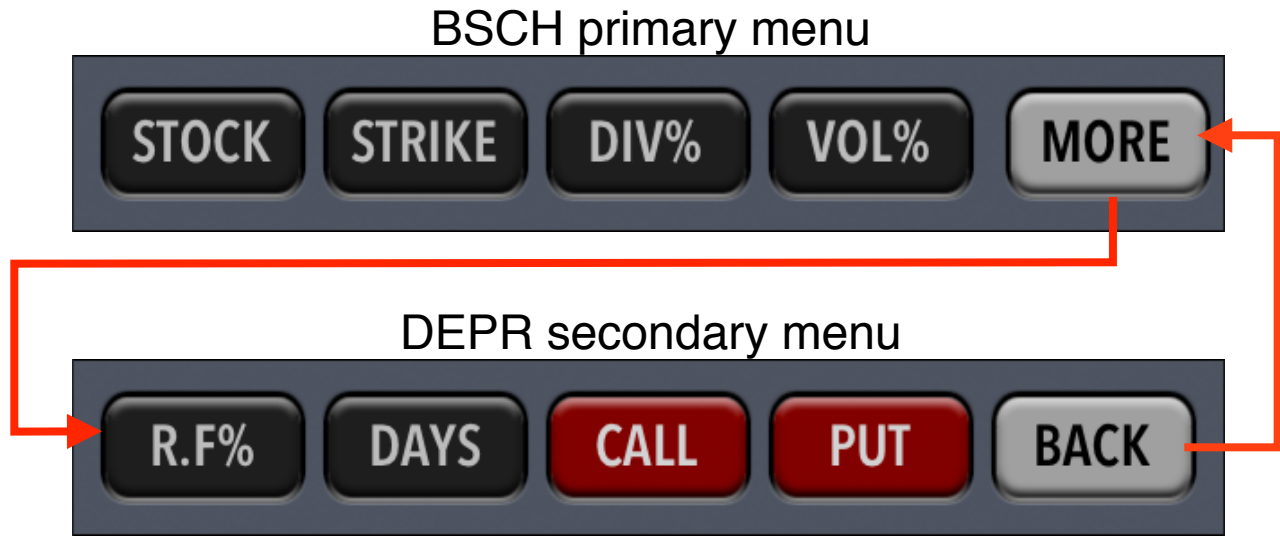 BSCH primary menu
STOCK STRIKE DIV% VOL% MORE
DEPR secondary menu
R.F% DAYS CALL PUT BACK